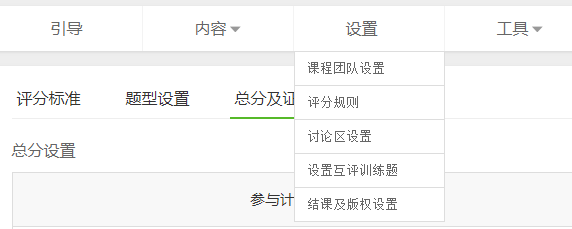 引导 内容 设置 工具
课程团队设置
评分标准 题型设置 总分及证
评分规则
讨论区设置
总分设置
设置互评训练题
参与计
结课及版权设置